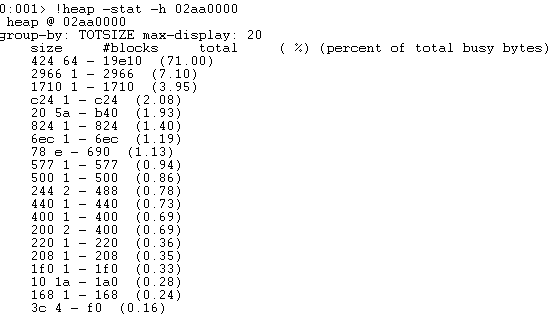 0:001> !heap -stat -h 02aa0000
heap @ 02aa0000
group-by: TOTSIZE max-display: 20
size #blocks total ( %) (percent of total busy bytes)
424 64 - 19e10 (71.00)
2966 1 - 2966 (7.10)
1710 1 - 1710 (3.95)
c24 1 - c24 (2.08)
20 5a - b40 (1.93)
824 1 - 824 (1.40)
6ec 1 - 6ec (1.19)
78 e - 690 (1.13)
577 1 - 577 (0.94)
500 1 - 500 (0.86)
244 2 - 488 (0.78)
440 1 - 440 (0.73)
400 1 - 400 (0.69)
200 2 - 400 (0.69)
220 1 - 220 (0.36)
208 1 - 208 (0.35)
1f0 1 - 1f0 (0.33)
10 1a - 1a0 (0.28)
168 1 - 168 (0.24)
3c 4 - f0 (0.16)